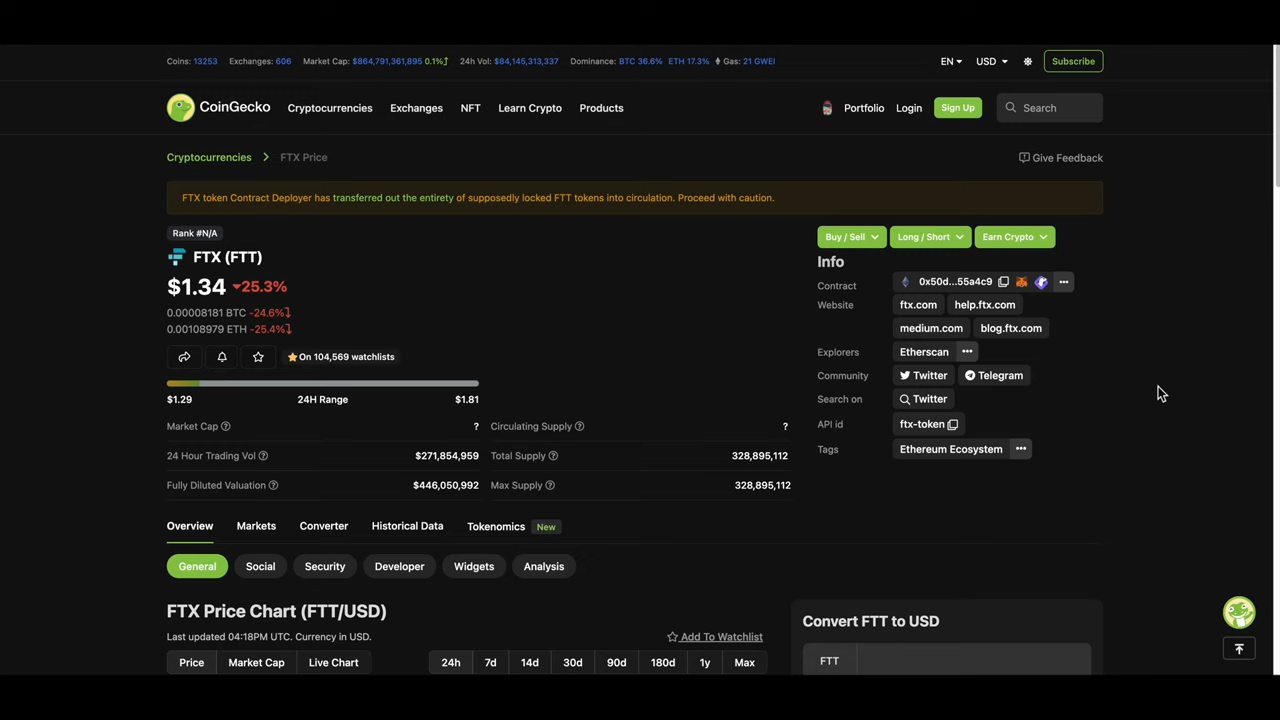 Coins: 13253 Exchanges: 606 Market Cap: $864,791,361,895 0.1% 24h Vol: $84,145,313,337 Dominance: BTC 36.6% ETH 17.3% Gas: 21 GWEI EN USD Subscribe
CoinGecko Cryptocurrencies Exchanges NFT Learn Crypto Products Portfolio Login Sign Up Search
Cryptocurrencies > FTX Price Give Feedback
FTX token Contract Deployer has transferred out the entirety of supposedly locked FTT tokens into circulation. Proceed with caution.
Rank #N/A
FTX (FTT)
$1.34 25.3%
0.00008181 BTC -24.6%
0.00108979 ETH -25.4%
On 104,569 watchlists
$1.29 24H Range $1.81
Market Cap ?
24 Hour Trading Vol $271,854,959
Fully Diluted Valuation $446,050,992
Circulating Supply ?
Total Supply 328,895,112
Max Supply 328,895,112
Buy / Sell Long / Short Earn Crypto
Info
Contract 0x50d...55a4c9
Website ftx.com help.ftx.com
medium.com blog.ftx.com
Explorers Etherscan
Community Twitter Telegram
Search on Twitter
API id ftx-token
Tags Ethereum Ecosystem
Overview Markets Converter Historical Data Tokenomics New
General Social Security Developer Widgets Analysis
FTX Price Chart (FTT/USD)
Last updated 04:18PM UTC. Currency in USD. Add To Watchlist
Price Market Cap Live Chart 24h 7d 14d 30d 90d 180d 1y Max
Convert FTT to USD
FTT